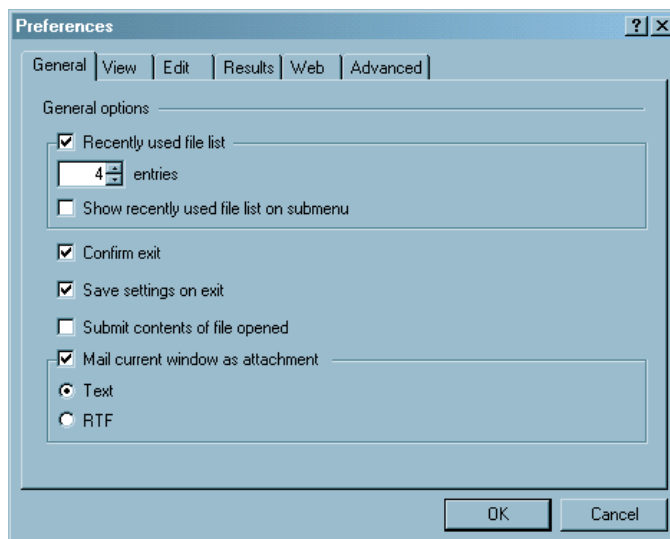 Preferences
General View Edit Results Web Advanced
General options
Recently used file list
4 entries
Show recently used file list on submenu
Confirm exit
Save settings on exit
Submit contents of file opened
Mail current window as attachment
Text
RTF
OK Cancel